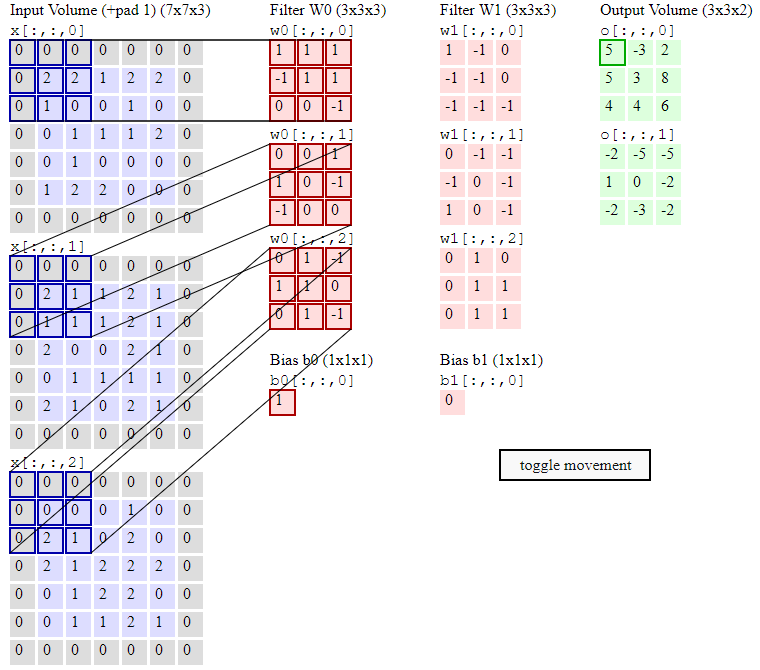 Input Volume (+pad 1) (7x7x3)
x[:,:,0]
0 0 0 0 0 0 0
0 2 2 1 2 2 0
0 1 0 0 1 0 0
0 0 1 1 1 2 0
0 0 1 0 0 0 0
0 1 2 2 0 0 0
0 0 0 0 0 0 0
x[:,:,1]
0 0 0 0 0 0 0
0 2 1 1 2 1 0
0 1 1 1 2 1 0
0 2 0 0 2 1 0
0 0 1 1 1 1 0
0 2 1 0 2 1 0
0 0 0 0 0 0 0
x[:,:,2]
0 0 0 0 0 0 0
0 0 0 0 1 0 0
0 2 1 0 2 0 0
0 2 1 2 2 2 0
0 0 1 2 2 2 0
0 1 1 2 1 0 0
0 0 0 0 0 0 0
Filter W0 (3x3x3)
w0[:,:,0]
1 1 1
-1 1 1
0 0 -1
w0[:,:,1]
0 0 1
1 0 -1
-1 0 0
w0[:,:,2]
0 1 -1
1 1 0
0 1 -1
Bias b0 (1x1x1)
b0[:,:,0]
1
Filter W1 (3x3x3)
w1[:,:,0]
1 -1 0
-1 -1 0
-1 -1 -1
w1[:,:,1]
0 -1 -1
-1 0 -1
1 0 -1
w1[:,:,2]
0 1 0
0 1 1
0 1 1
Bias b1 (1x1x1)
b1[:,:,0]
0
Output Volume (3x3x2)
o[:,:,0]
5 -3 2
5 3 8
4 4 6
o[:,:,1]
-2 -5 -5
1 0 -2
-2 -3 -2
toggle movement